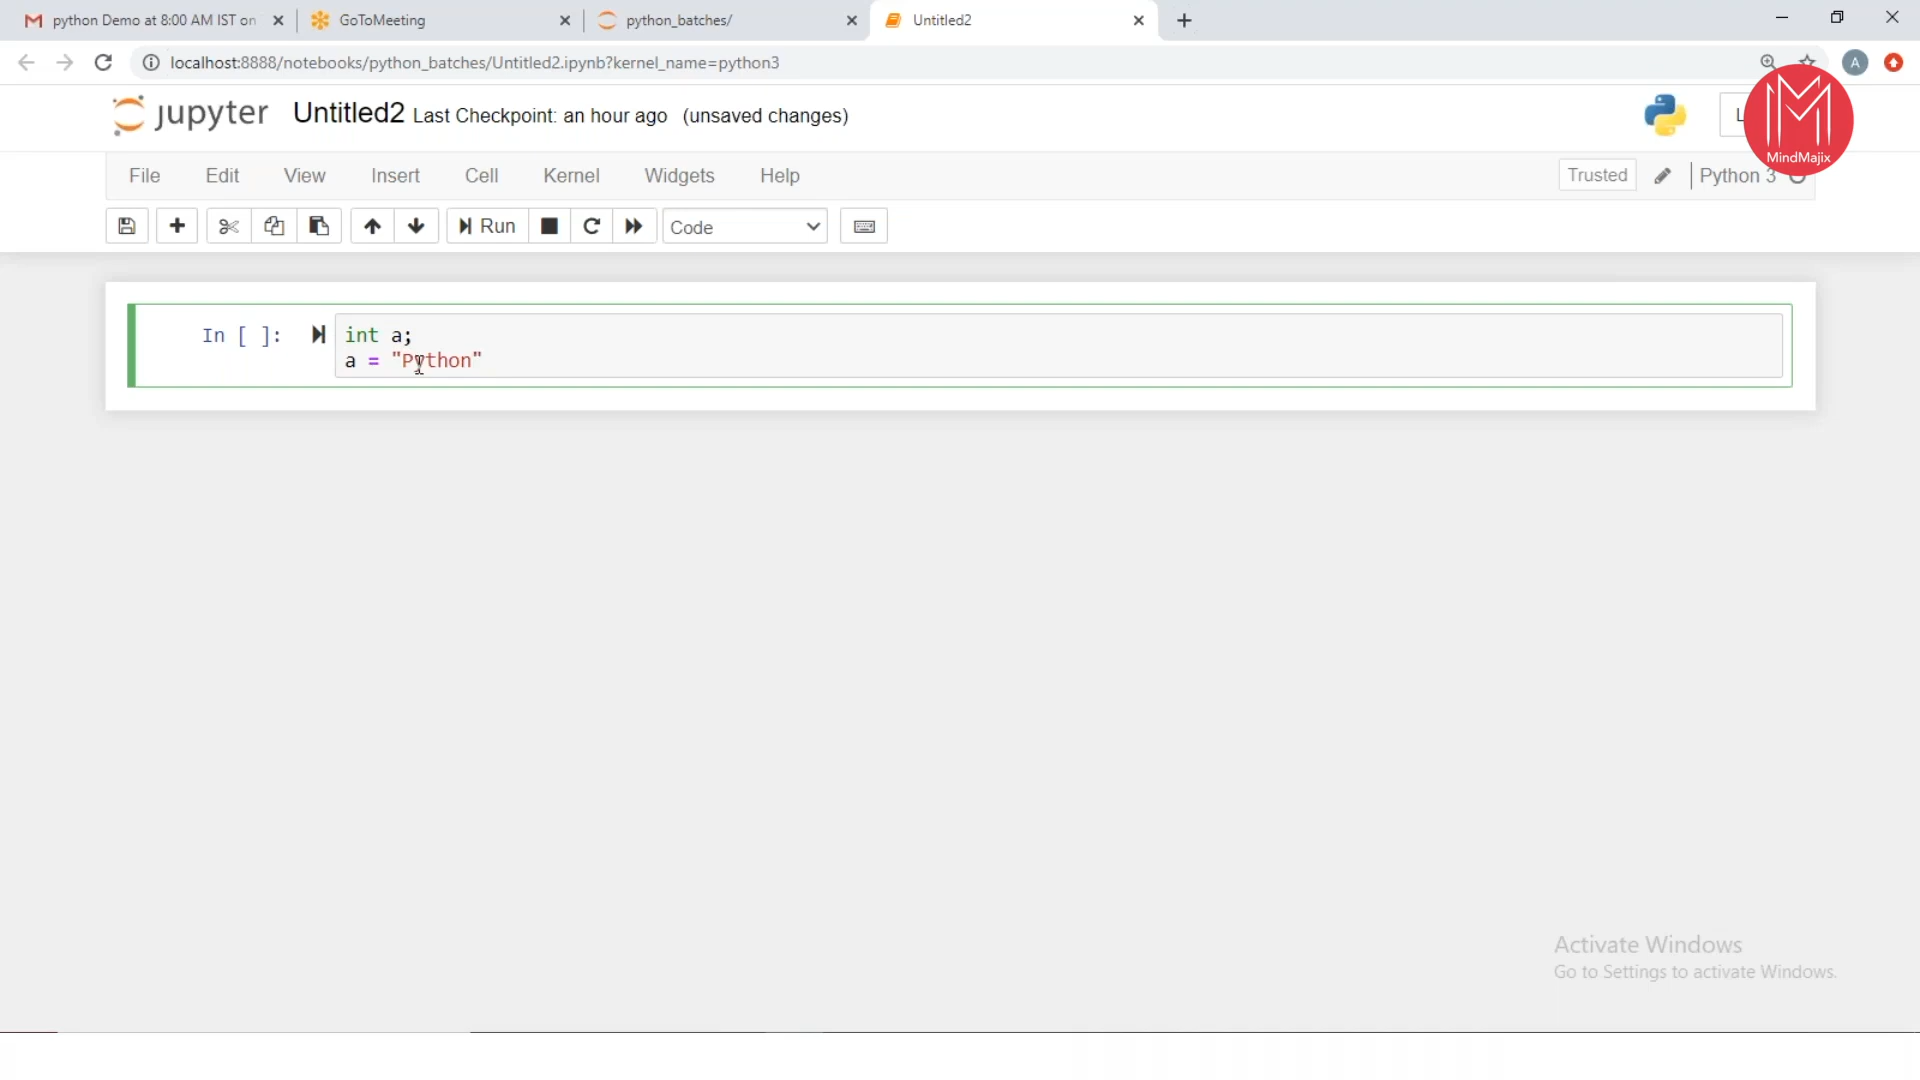 python Demo at 8:00 AM IST on
GoToMeeting
python_batches/
Untitled2
localhost:8888/notebooks/python_batches/Untitled2.ipynb?kernel_name=python3
A
jupyter
Untitled2 Last Checkpoint: an hour ago (unsaved changes)
L
MindMajix
File Edit View Insert Cell Kernel Widgets Help
Trusted
Python 3
Run
Code
In [ ]:
int a;
a = "Python"
Activate Windows
Go to Settings to activate Windows.